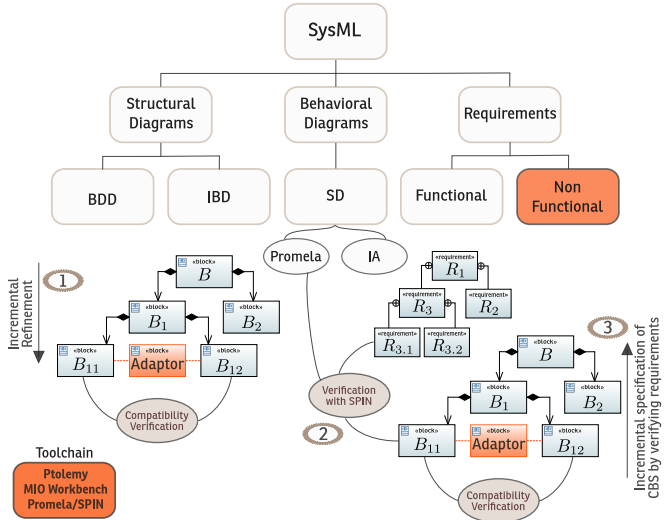 SysML
Structural
Diagrams
Behavioral
Diagrams
Requirements
BDD
IBD
SD
Functional
Non
Functional
Promela
IA
1
Incremental
Refinement
«block»
B
«block»
B1
«block»
B2
«block»
B11
«block»
Adaptor
«block»
B12
Compatibility
Verification
«requirement»
R1
«requirement»
R3
«requirement»
R2
«requirement»
R3.1
«requirement»
R3.2
Verification
with SPIN
2
3
«block»
B
«block»
B1
«block»
B2
«block»
B11
«block»
Adaptor
«block»
B12
Compatibility
Verification
Incremental specification of
CBS by verifying requirements
Toolchain
Ptolemy
MIO Workbench
Promela/SPIN